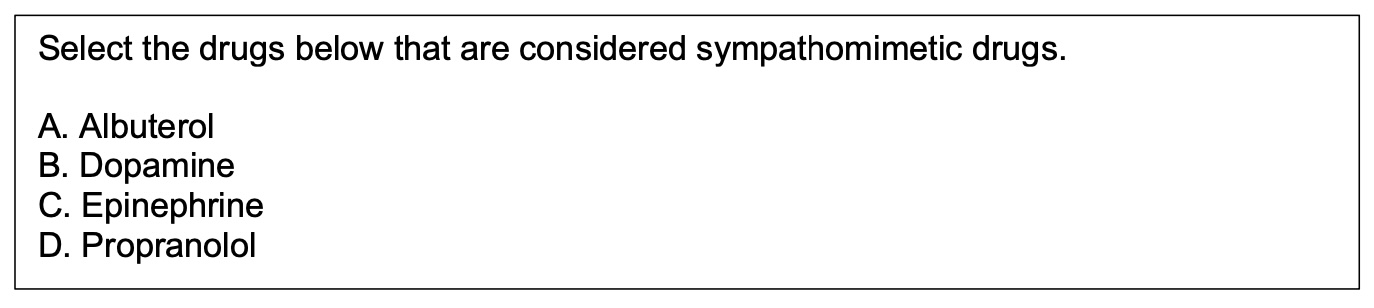 Select the drugs below that are considered sympathomimetic drugs.
A. Albuterol
B. Dopamine
C. Epinephrine
D. Propranolol